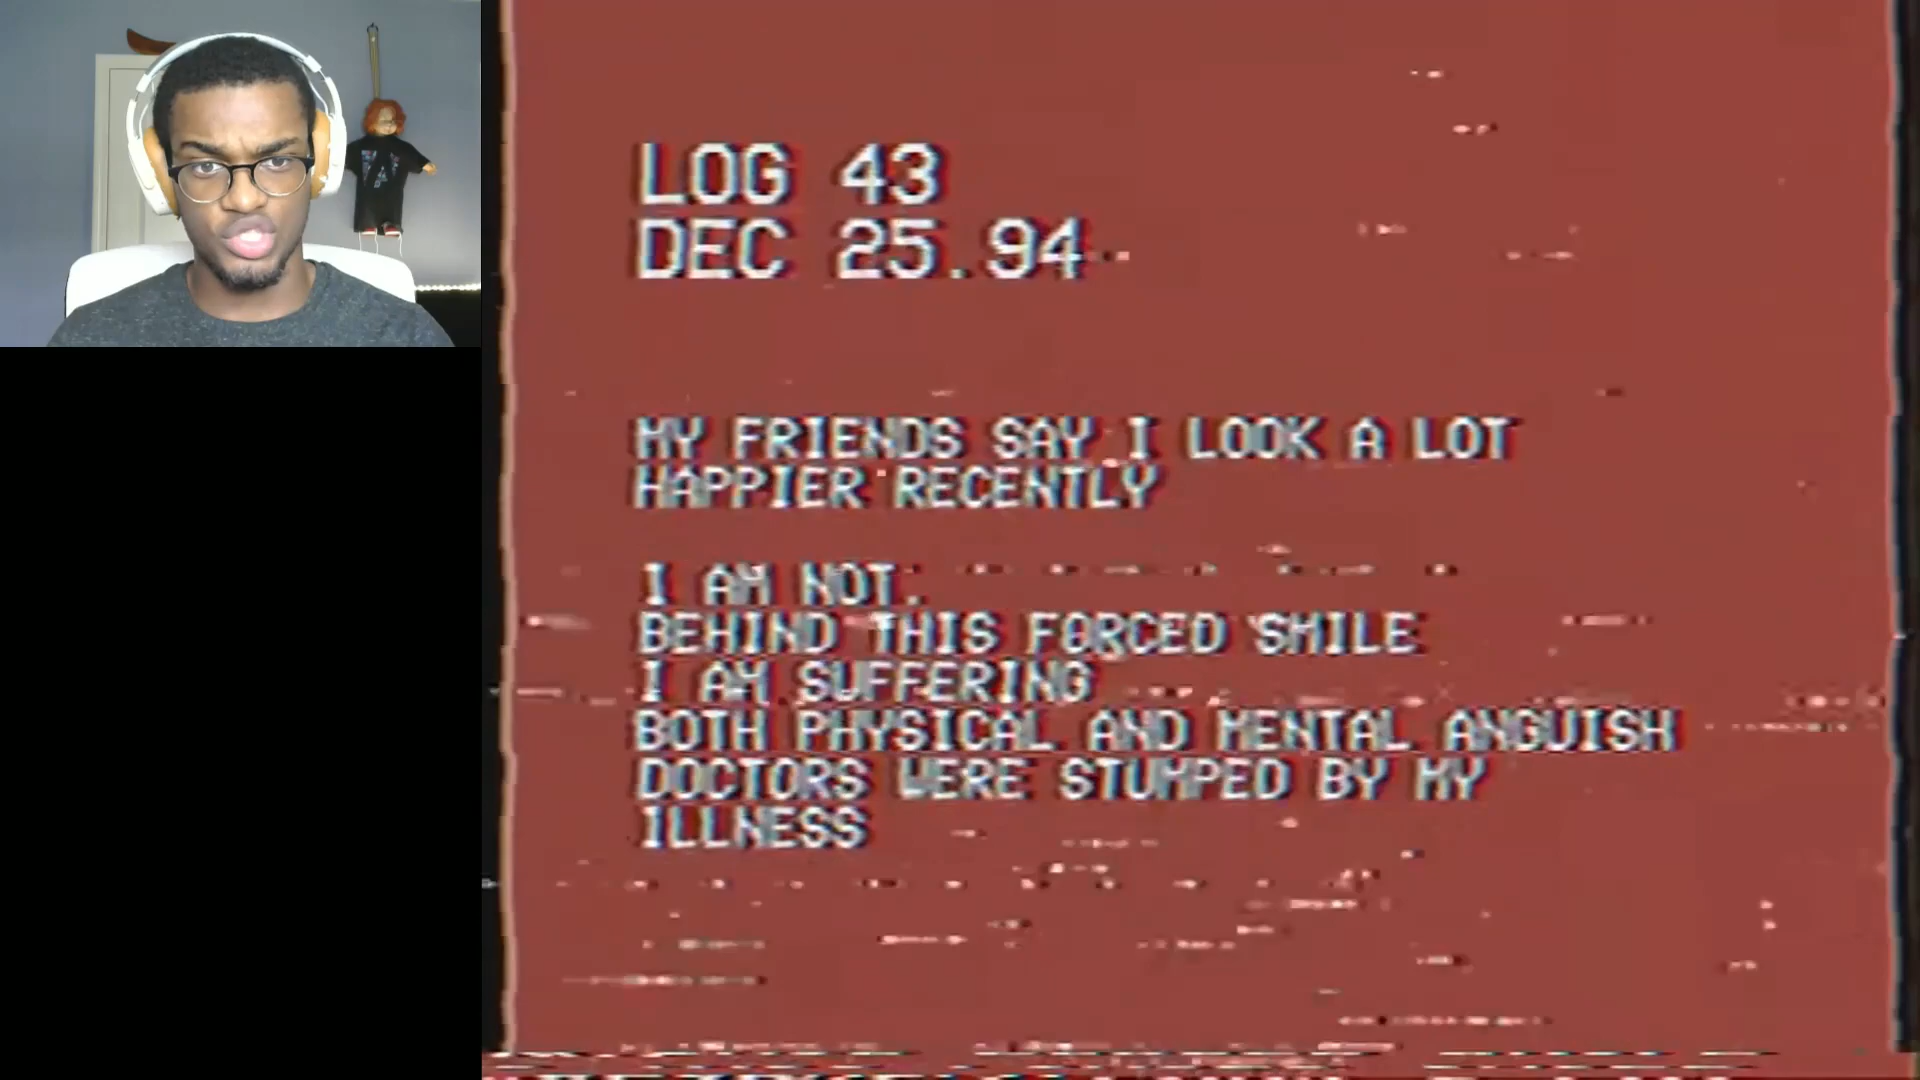 LOG 43
DEC 25.94
MY FRIENDS SAY I LOOK A LOT
HAPPIER RECENTLY
I AM NOT.
BEHIND THIS FORCED SMILE
I AM SUFFERING
BOTH PHYSICAL AND MENTAL ANGUISH
DOCTORS WERE STUMPED BY MY
ILLNESS